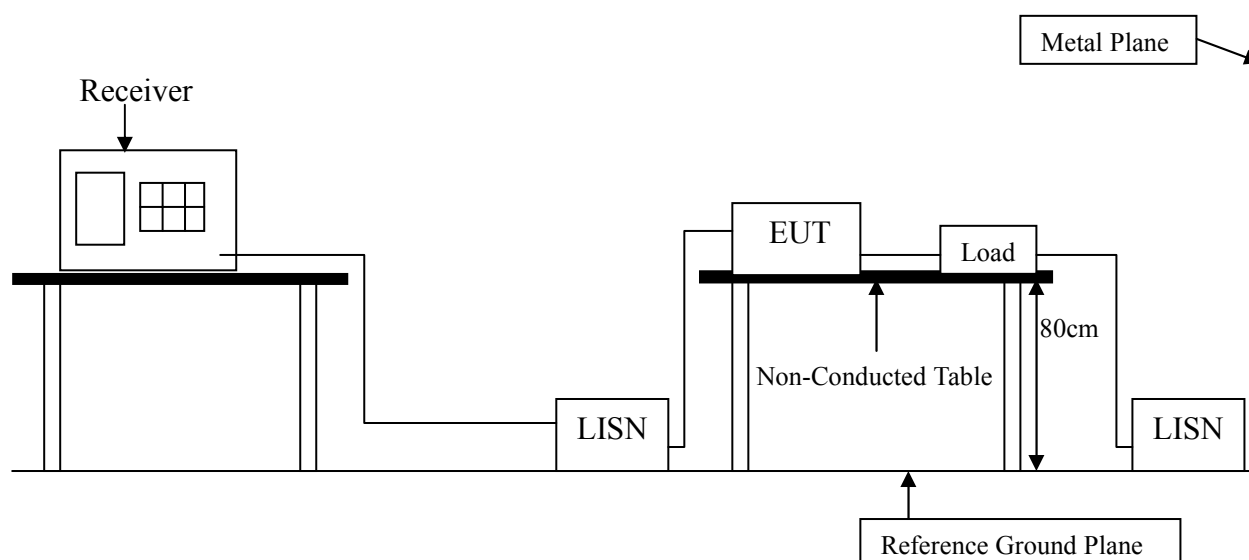 Metal Plane
Receiver
EUT
Load
80cm
Non-Conducted Table
LISN
LISN
Reference Ground Plane